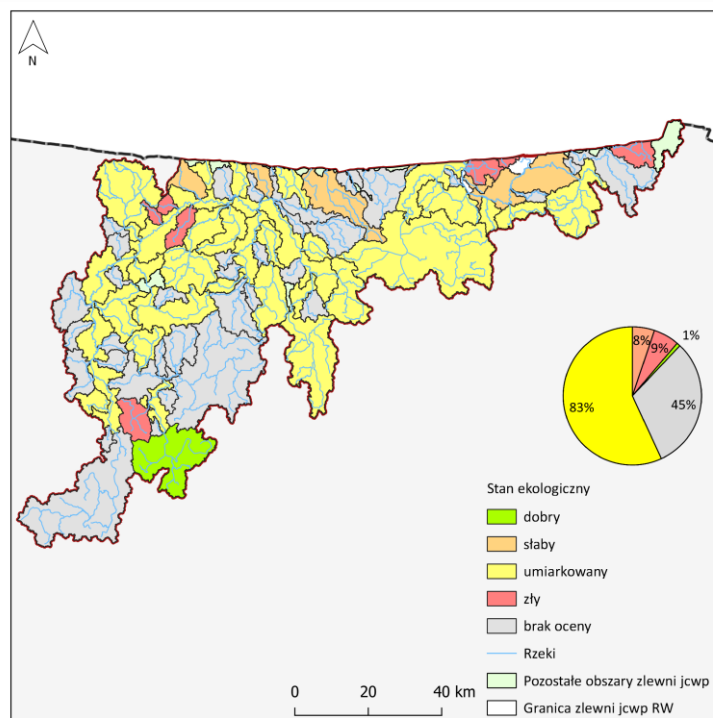 N
8%
9%
1%
83%
45%
Stan ekologiczny
dobry
słaby
umiarkowany
zły
brak oceny
Rzeki
Pozostałe obszary zlewni jcwp
Granica zlewni jcwp RW
0 20 40 km